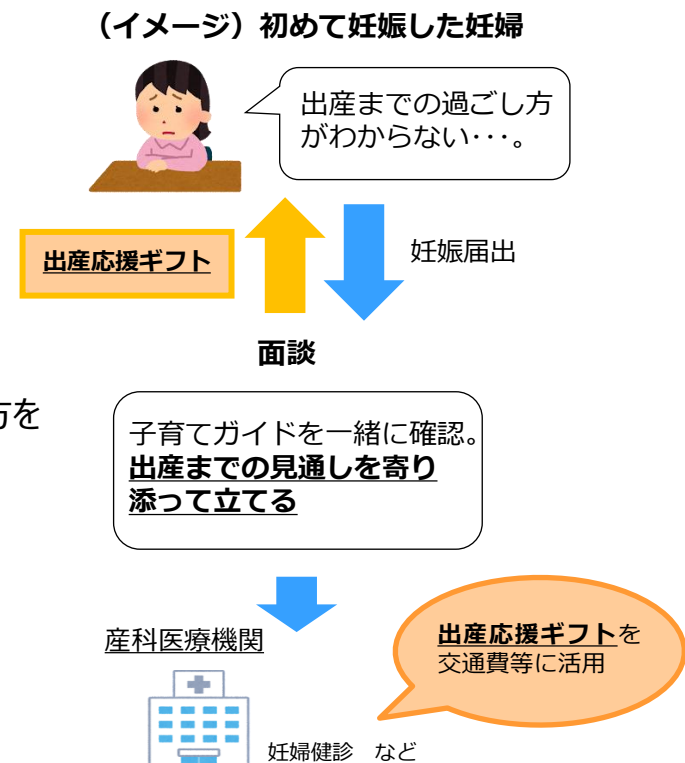 （イメージ）初めて妊娠した妊婦
出産までの過ごし方
がわからない･･･。
出産応援ギフト
妊娠届出
面談
方を
子育てガイドを一緒に確認。
出産までの見通しを寄り
添って立てる
産科医療機関
出産応援ギフトを
交通費等に活用
妊婦健診　など